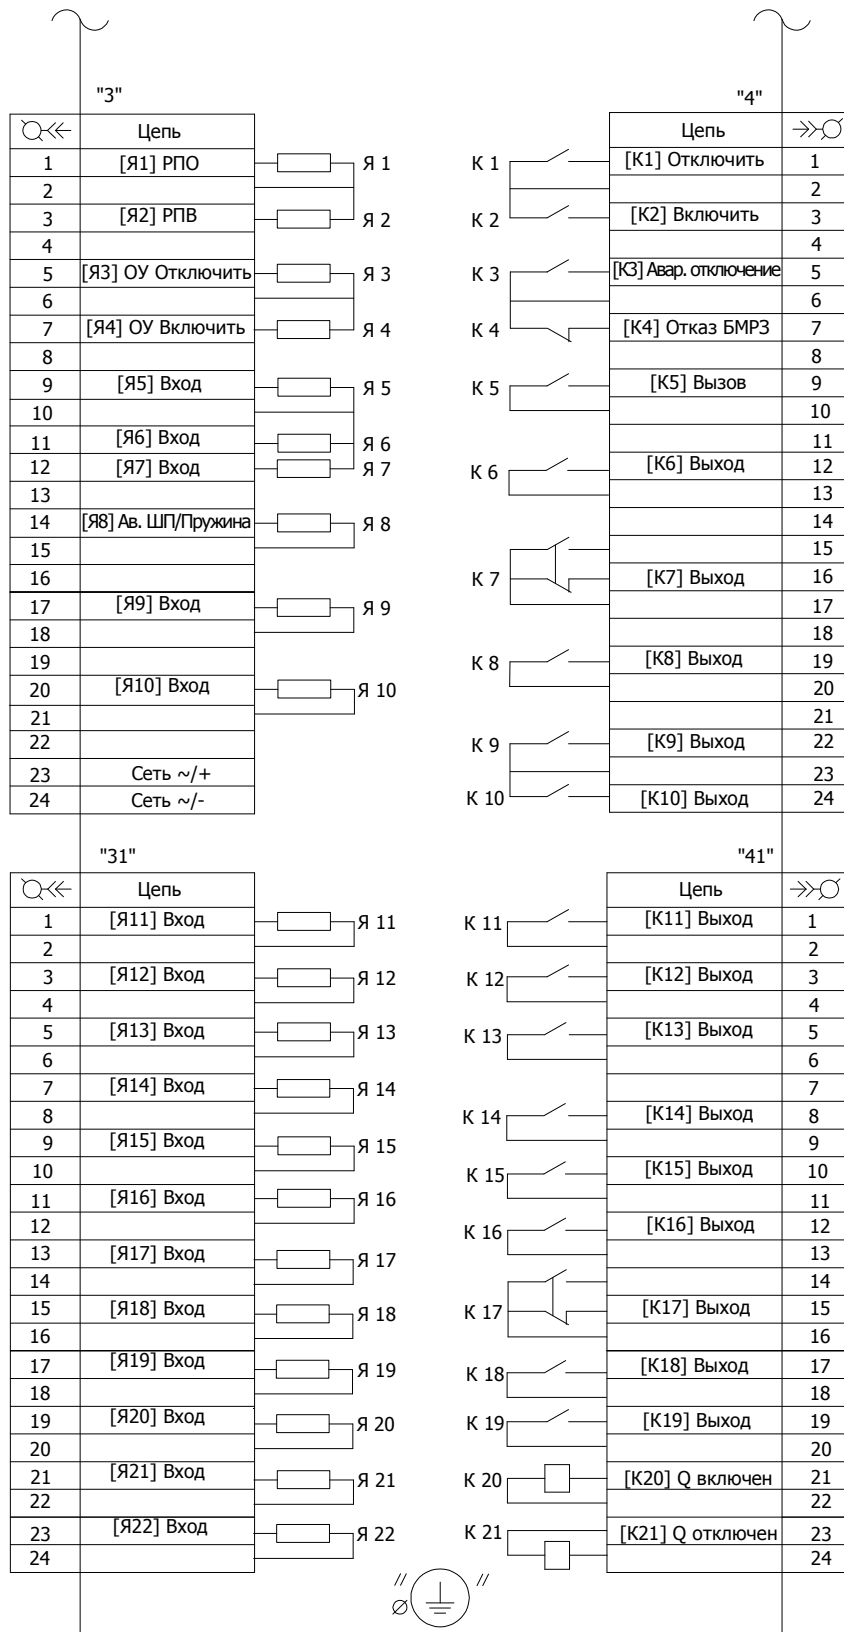 "3" "4"
Цепь Цепь
1 [Я1] РПО Я 1 К 1 [К1] Отключить 1
2 2
3 [Я2] РПВ Я 2 К 2 [К2] Включить 3
4 4
5 [Я3] ОУ Отключить Я 3 К 3 [К3] Авар. отключение 5
6 6
7 [Я4] ОУ Включить Я 4 К 4 [К4] Отказ БМРЗ 7
8 8
9 [Я5] Вход Я 5 К 5 [К5] Вызов 9
10 10
11 [Я6] Вход Я 6 11
12 [Я7] Вход Я 7 К 6 [К6] Выход 12
13 13
14 [Я8] Ав. ШП/Пружина Я 8 14
15 15
16 К 7 [К7] Выход 16
17 [Я9] Вход Я 9 17
18 18
19 К 8 [К8] Выход 19
20 [Я10] Вход Я 10 20
21 21
22 К 9 [К9] Выход 22
23 Сеть ~/+ 23
24 Сеть ~/- К 10 [К10] Выход 24
"31" "41"
Цепь Цепь
1 [Я11] Вход Я 11 К 11 [К11] Выход 1
2 2
3 [Я12] Вход Я 12 К 12 [К12] Выход 3
4 4
5 [Я13] Вход Я 13 К 13 [К13] Выход 5
6 6
7 [Я14] Вход Я 14 7
8 К 14 [К14] Выход 8
9 [Я15] Вход Я 15 9
10 К 15 [К15] Выход 10
11 [Я16] Вход Я 16 11
12 К 16 [К16] Выход 12
13 [Я17] Вход Я 17 13
14 14
15 [Я18] Вход Я 18 К 17 [К17] Выход 15
16 16
17 [Я19] Вход Я 19 К 18 [К18] Выход 17
18 18
19 [Я20] Вход Я 20 К 19 [К19] Выход 19
20 20
21 [Я21] Вход Я 21 К 20 [К20] Q включен 21
22 22
23 [Я22] Вход Я 22 К 21 [К21] Q отключен 23
24 24